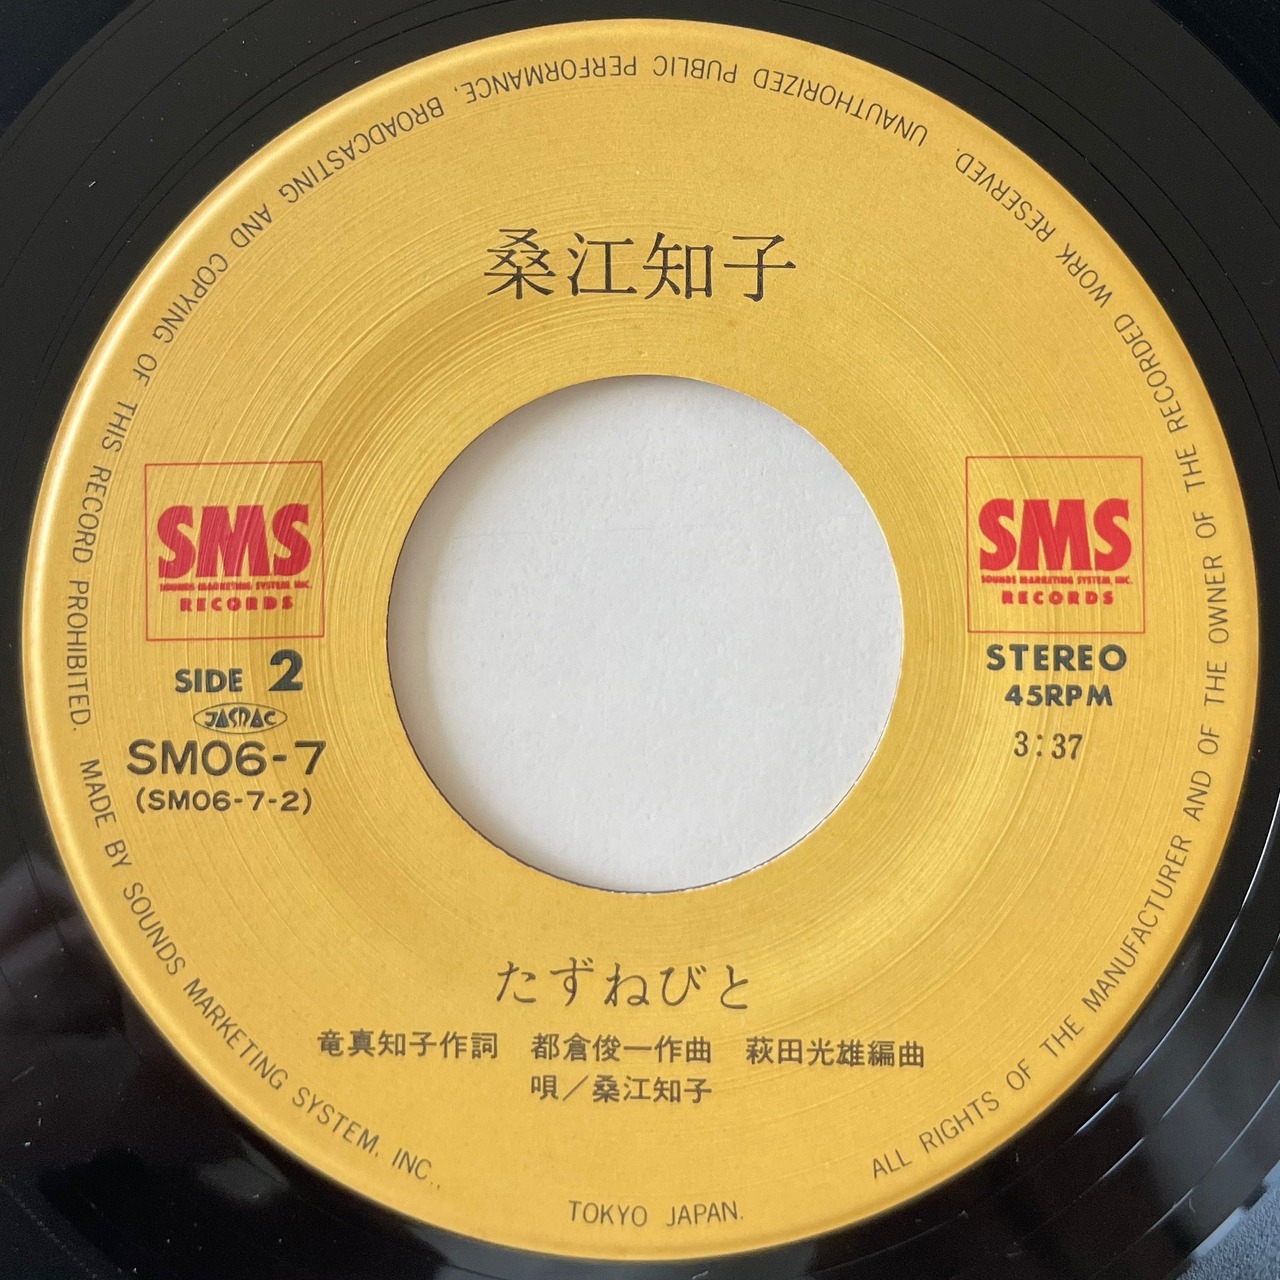 桑江知子
SMS
SOUNDS MARKETING SYSTEM, INC.
RECORDS
SIDE 2
JASRAC
SM06-7
(SM06-7-2)
SMS
SOUNDS MARKETING SYSTEM, INC.
RECORDS
STEREO
45RPM
3:37
たずねびと
竜真知子作詞 都倉俊一作曲 萩田光雄編曲
唄／桑江知子
ALL RIGHTS OF THE MANUFACTURER AND OF THE OWNER OF THE RECORDED WORK RESERVED. UNAUTHORIZED PUBLIC PERFORMANCE, BROADCASTING AND COPYING OF THIS RECORD PROHIBITED. MADE BY SOUNDS MARKETING SYSTEM, INC., TOKYO JAPAN.